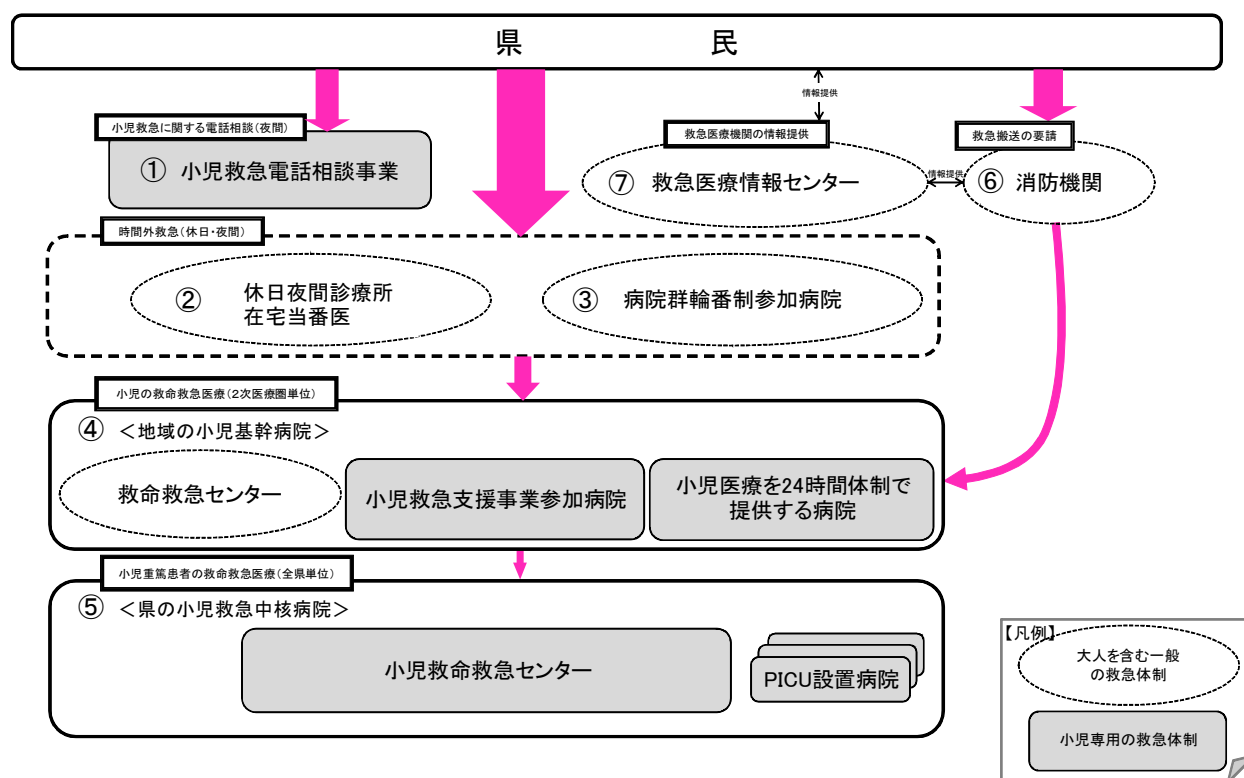 県　民
情報提供
小児救急に関する電話相談(夜間)
① 小児救急電話相談事業
救急医療機関の情報提供
⑦ 救急医療情報センター
情報提供
救急搬送の要請
⑥ 消防機関
時間外救急(休日・夜間)
② 休日夜間診療所
在宅当番医
③ 病院群輪番制参加病院
小児の救命救急医療(2次医療圏単位)
④ <地域の小児基幹病院>
救命救急センター
小児救急支援事業参加病院
小児医療を24時間体制で
提供する病院
小児重篤患者の救命救急医療(全県単位)
⑤ <県の小児救急中核病院>
小児救命救急センター
PICU設置病院
【凡例】
大人を含む一般
の救急体制
小児専用の救急体制